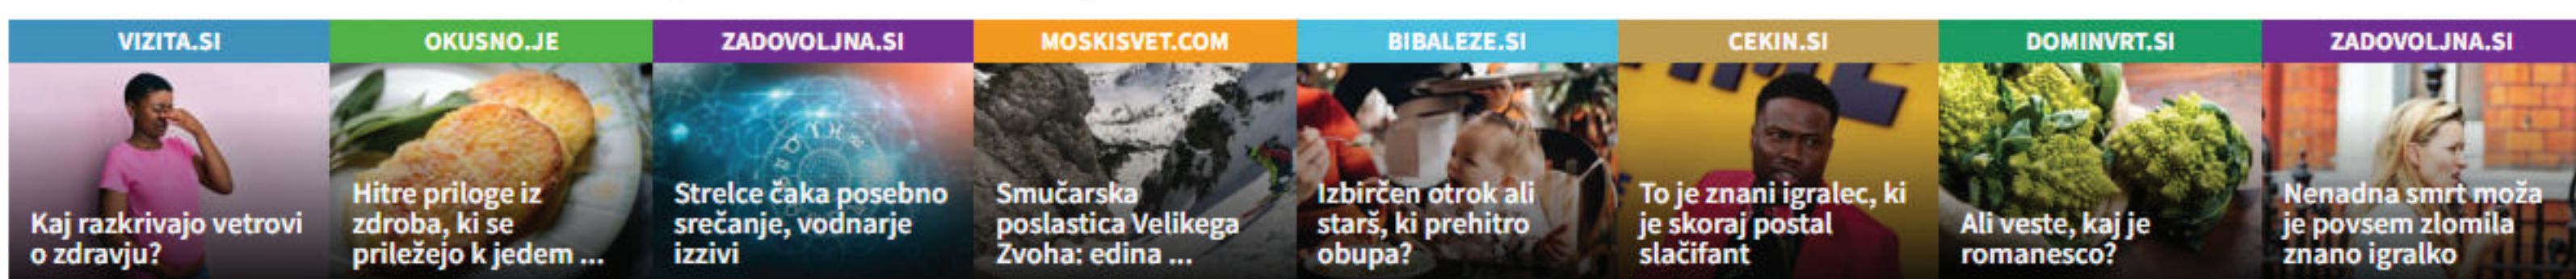 VIZITA.SI
Kaj razkrivajo vetrovi
o zdravju?
OKUSNO.JE
Hitre priloge iz
zdroba, ki se
priležejo k jedem ...
ZADOVOLJNA.SI
Strelce čaka posebno
srečanje, vodnarje
izzivi
MOSKISVET.COM
Smučarska
poslastica Velikega
Zvoha: edina ...
BIBALEZE.SI
Izbirčen otrok ali
starš, ki prehitro
obupa?
CEKIN.SI
To je znani igralec, ki
je skoraj postal
slačifant
DOMINVRT.SI
Ali veste, kaj je
romanesco?
ZADOVOLJNA.SI
Nenadna smrt moža
je povsem zlomila
znano igralko